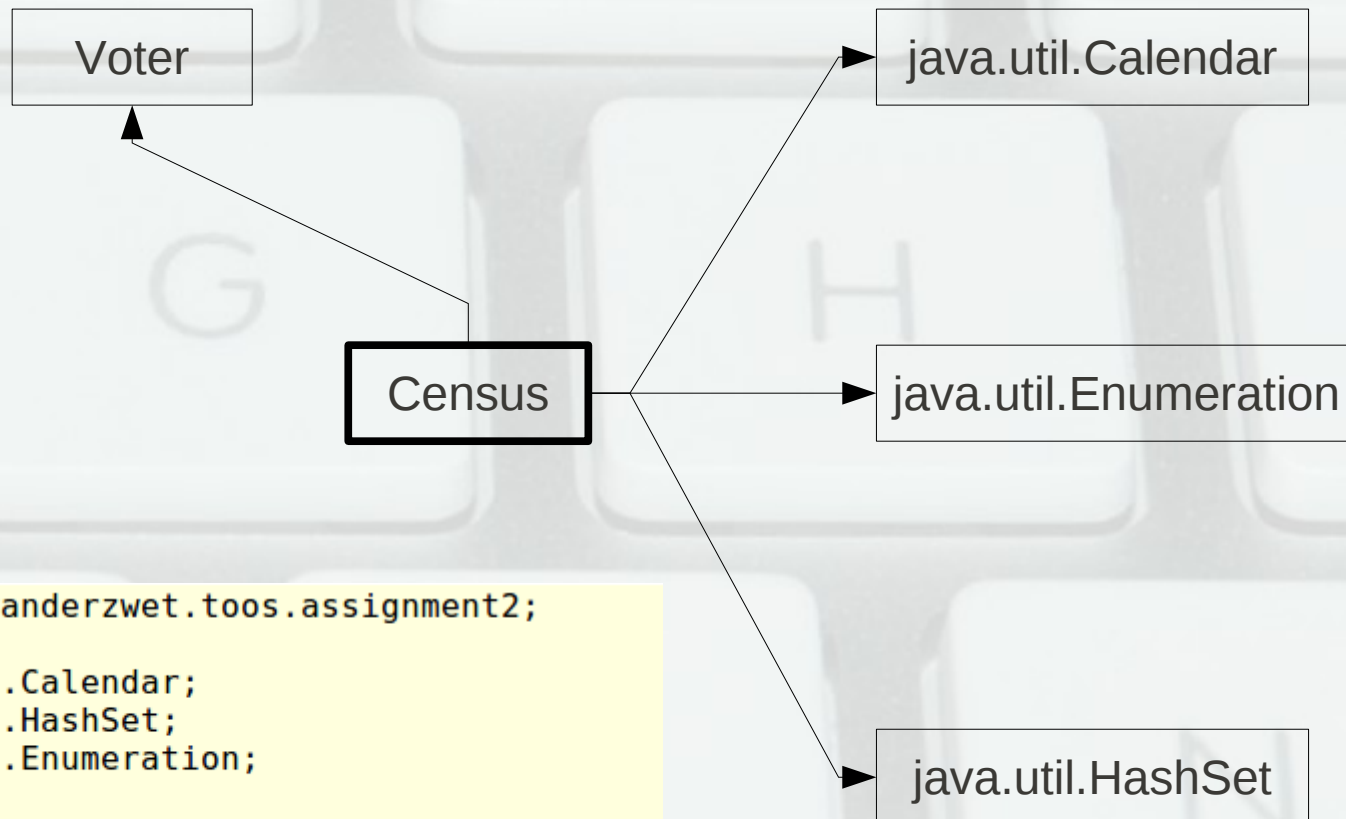 Voter
java.util.Calendar
Census
java.util.Enumeration
java.util.HashSet
anderzwet.toos.assignment2;
.Calendar;
.HashSet;
.Enumeration;
G
H
N